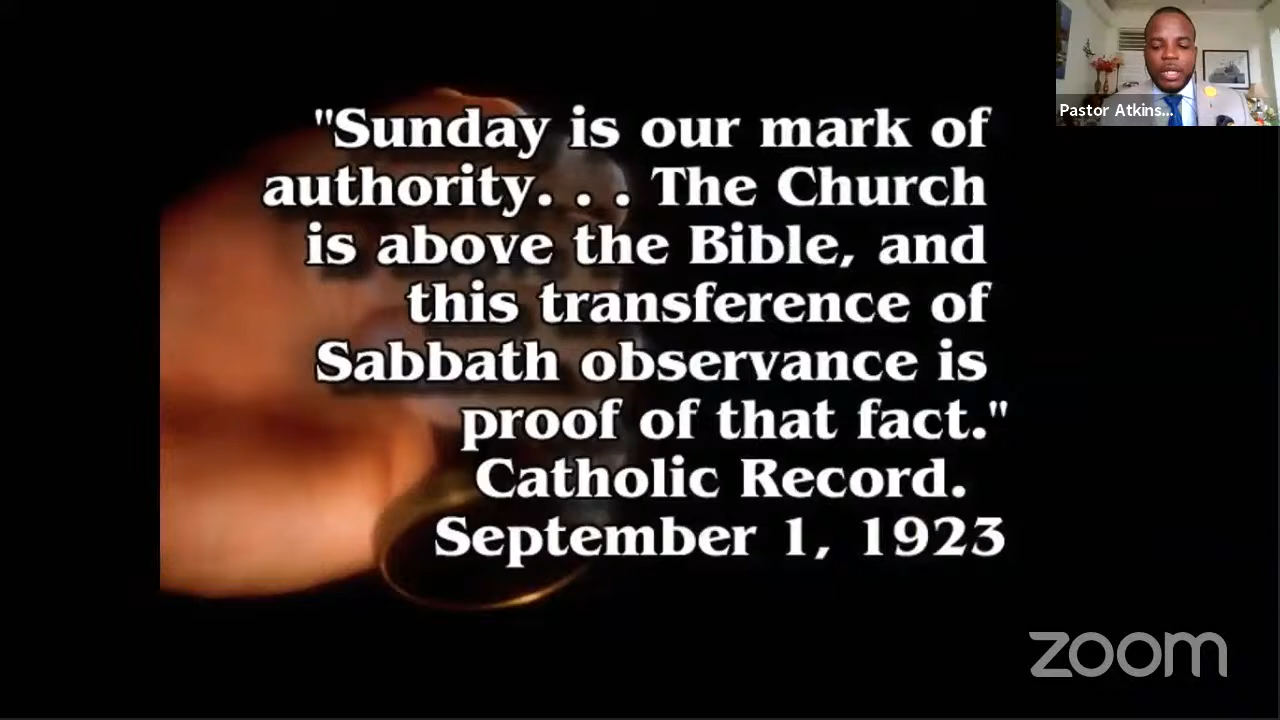 "Sunday is our mark of
authority. . . The Church
is above the Bible, and
this transference of
Sabbath observance is
proof of that fact."
Catholic Record.
September 1, 1923
Pastor Atkins...
zoom